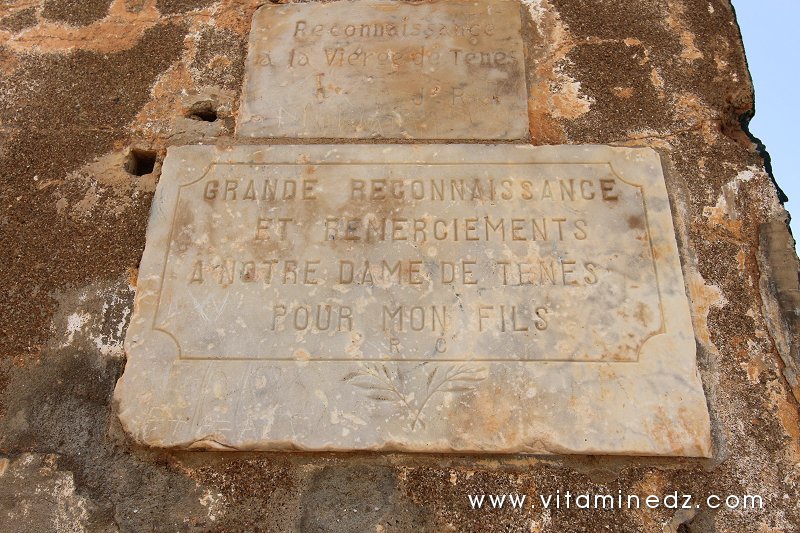 Reconnaissance
à la Vierge de Tenes
GRANDE RECONNAISSANCE
ET REMERCIEMENTS
A NOTRE DAME DE TENES
POUR MON FILS
R C
www.vitaminedz.com